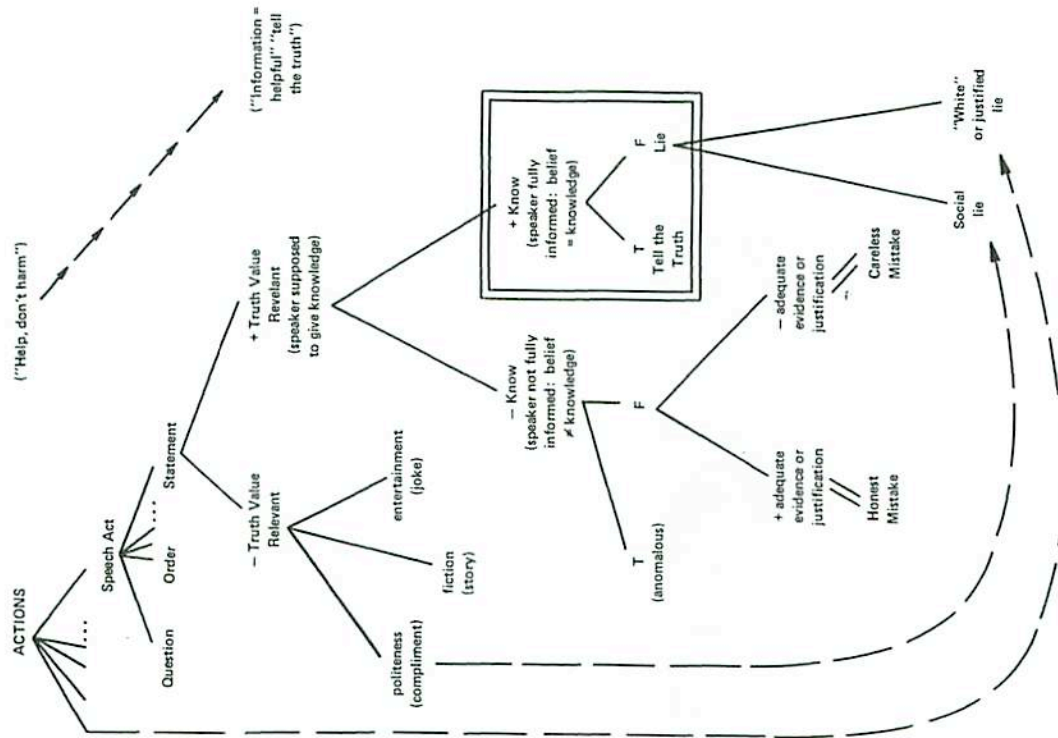 ACTIONS
("Help, don't harm")
. . .
Speech Act
Question
Order
. . .
Statement
("Information =
helpful" "tell
the truth")
− Truth Value
Relevant
+ Truth Value
Revelant
(speaker supposed
to give knowledge)
politeness
(compliment)
fiction
(story)
entertainment
(joke)
− Know
(speaker not fully
informed: belief
≠ knowledge)
+ Know
(speaker fully
informed: belief
= knowledge)
T
(anomalous)
F
T
Tell the
Truth
F
Lie
+ adequate
evidence or
justification
− adequate
evidence or
justification
Honest
Mistake
Careless
Mistake
Social
lie
"White"
or justified
lie